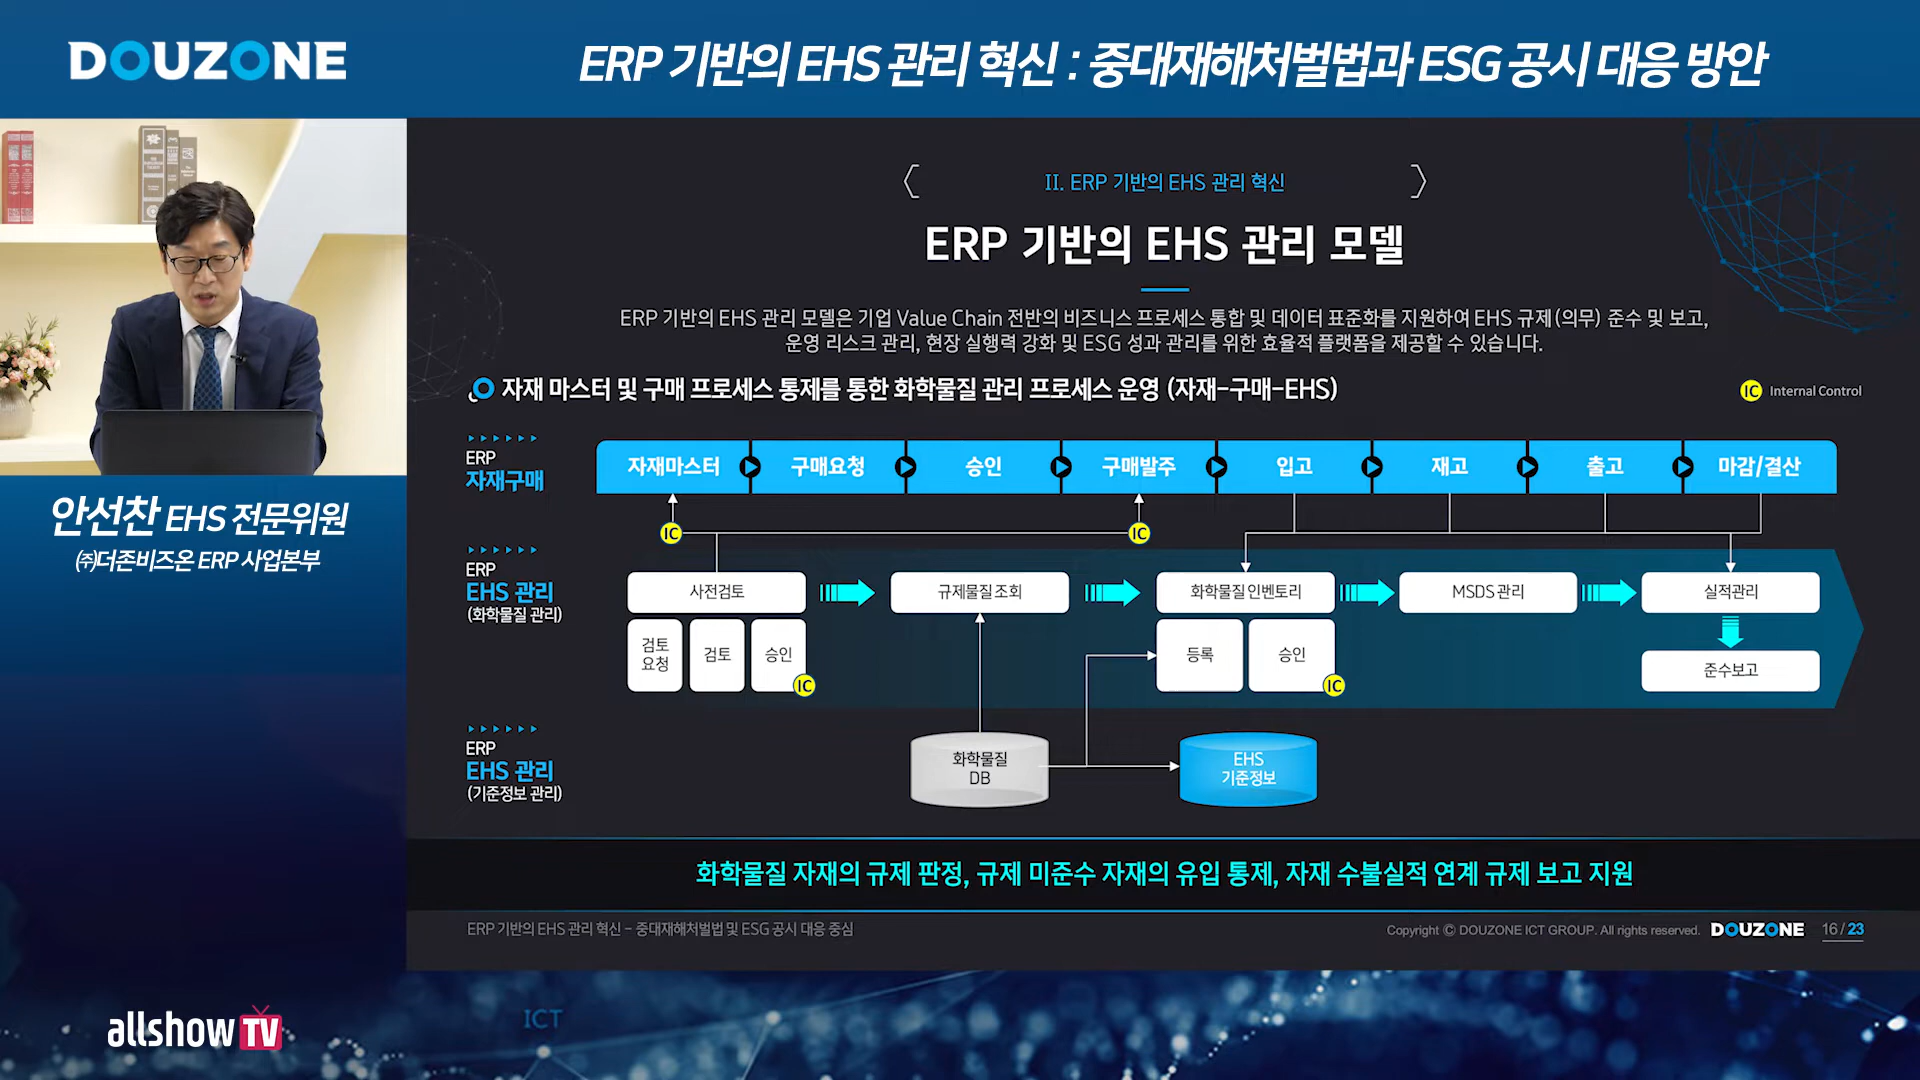 DOUZONE
ERP 기반의 EHS 관리 혁신 : 중대재해처벌법과 ESG 공시 대응 방안
안선찬 EHS 전문위원
㈜더존비즈온 ERP 사업본부
II. ERP 기반의 EHS 관리 혁신
ERP 기반의 EHS 관리 모델
ERP 기반의 EHS 관리 모델은 기업 Value Chain 전반의 비즈니스 프로세스 통합 및 데이터 표준화를 지원하여 EHS 규제(의무) 준수 및 보고,
운영 리스크 관리, 현장 실행력 강화 및 ESG 성과 관리를 위한 효율적 플랫폼을 제공할 수 있습니다.
자재 마스터 및 구매 프로세스 통제를 통한 화학물질 관리 프로세스 운영 (자재-구매-EHS)
IC Internal Control
ERP
자재구매
자재마스터 구매요청 승인 구매발주 입고 재고 출고 마감/결산
IC IC
ERP
EHS 관리
(화학물질 관리)
사전검토 규제물질 조회 화학물질 인벤토리 MSDS 관리 실적관리
검토
요청
검토
승인
IC
등록
승인
IC
준수보고
ERP
EHS 관리
(기준정보 관리)
화학물질
DB
EHS
기준정보
화학물질 자재의 규제 판정, 규제 미준수 자재의 유입 통제, 자재 수불실적 연계 규제 보고 지원
ERP 기반의 EHS 관리 혁신 - 중대재해처벌법 및 ESG 공시 대응 중심
Copyright © DOUZONE ICT GROUP. All rights reserved. DOUZONE 16 / 23
allshow TV
ICT